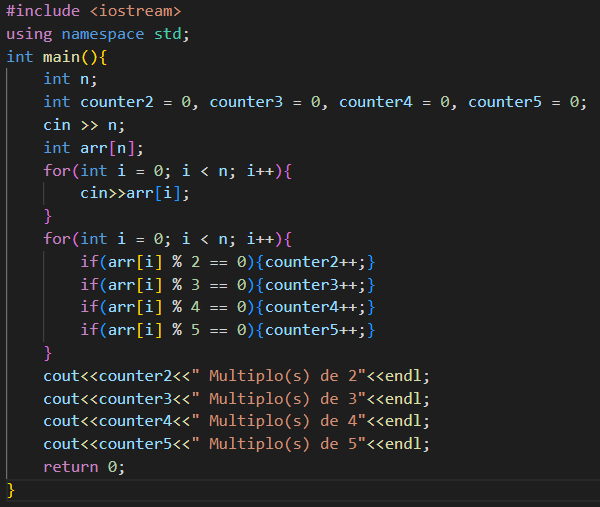 #include <iostream>
using namespace std;
int main(){
    int n;
    int counter2 = 0, counter3 = 0, counter4 = 0, counter5 = 0;
    cin >> n;
    int arr[n];
    for(int i = 0; i < n; i++){
        cin>>arr[i];
    }
    for(int i = 0; i < n; i++){
        if(arr[i] % 2 == 0){counter2++;}
        if(arr[i] % 3 == 0){counter3++;}
        if(arr[i] % 4 == 0){counter4++;}
        if(arr[i] % 5 == 0){counter5++;}
    }
    cout<<counter2<<" Multiplo(s) de 2"<<endl;
    cout<<counter3<<" Multiplo(s) de 3"<<endl;
    cout<<counter4<<" Multiplo(s) de 4"<<endl;
    cout<<counter5<<" Multiplo(s) de 5"<<endl;
    return 0;
}